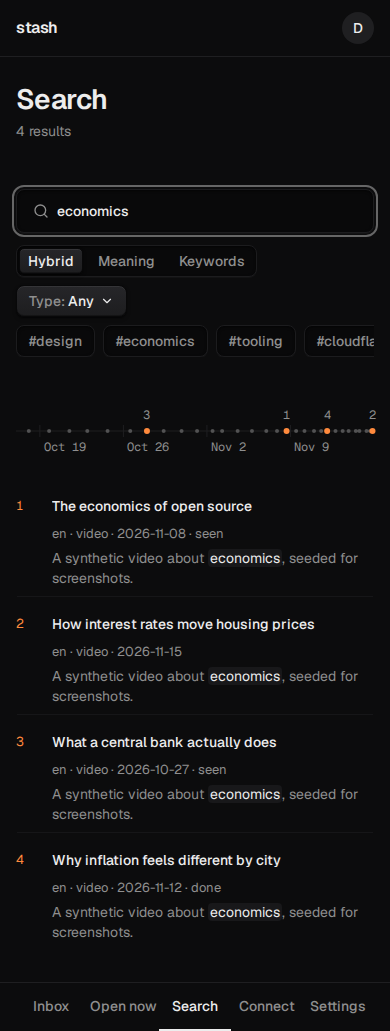 stash
D
Search
4 results
economics
Hybrid Meaning Keywords
Type: Any
#design #economics #tooling #cloudfla
3 1 4 2
Oct 19 Oct 26 Nov 2 Nov 9
1 The economics of open source
en · video · 2026-11-08 · seen
A synthetic video about economics, seeded for
screenshots.
2 How interest rates move housing prices
en · video · 2026-11-15
A synthetic video about economics, seeded for
screenshots.
3 What a central bank actually does
en · video · 2026-10-27 · seen
A synthetic video about economics, seeded for
screenshots.
4 Why inflation feels different by city
en · video · 2026-11-12 · done
A synthetic video about economics, seeded for
screenshots.
Inbox Open now Search Connect Settings